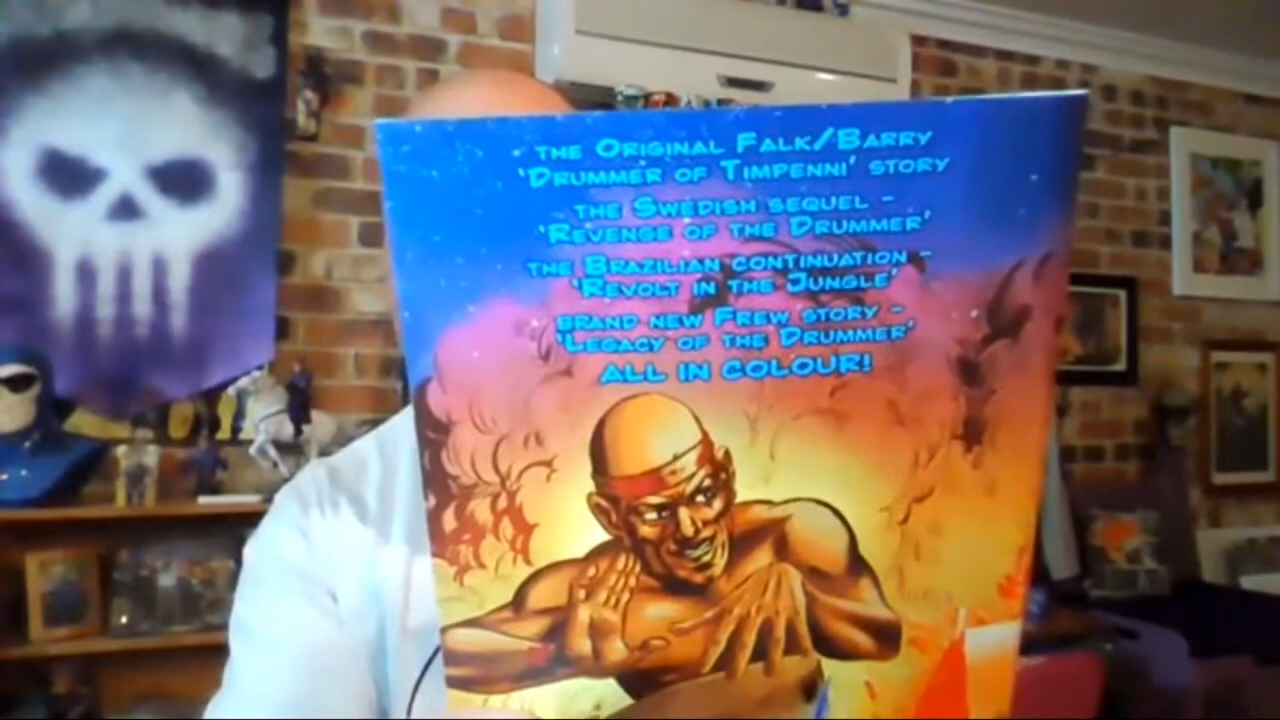 THE ORIGINAL FALK/BARRY
'DRUMMER OF TIMPENNI' STORY
THE SWEDISH SEQUEL -
'REVENGE OF THE DRUMMER'
THE BRAZILIAN CONTINUATION -
'REVOLT IN THE JUNGLE'
BRAND NEW FREW STORY -
'LEGACY OF THE DRUMMER'
ALL IN COLOUR!